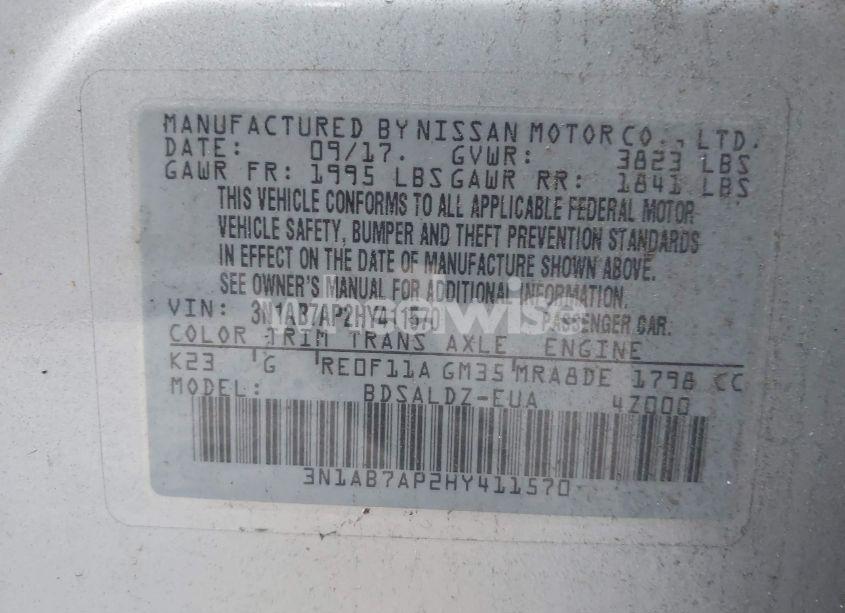 MANUFACTURED BY NISSAN MOTOR CO., LTD.
DATE: 09/17. GVWR: 3823 LBS
GAWR FR: 1995 LBS GAWR RR: 1841 LBS
THIS VEHICLE CONFORMS TO ALL APPLICABLE FEDERAL MOTOR
VEHICLE SAFETY, BUMPER AND THEFT PREVENTION STANDARDS
IN EFFECT ON THE DATE OF MANUFACTURE SHOWN ABOVE.
SEE OWNER'S MANUAL FOR ADDITIONAL INFORMATION.
VIN: 3N1AB7AP2HY411570 PASSENGER CAR.
COLOR TRIM TRANS AXLE ENGINE
K23 G RE0F11A GM35 MRA8DE 1798 CC
MODEL: BDSALDZ-EUA 4Z000
3N1AB7AP2HY411570